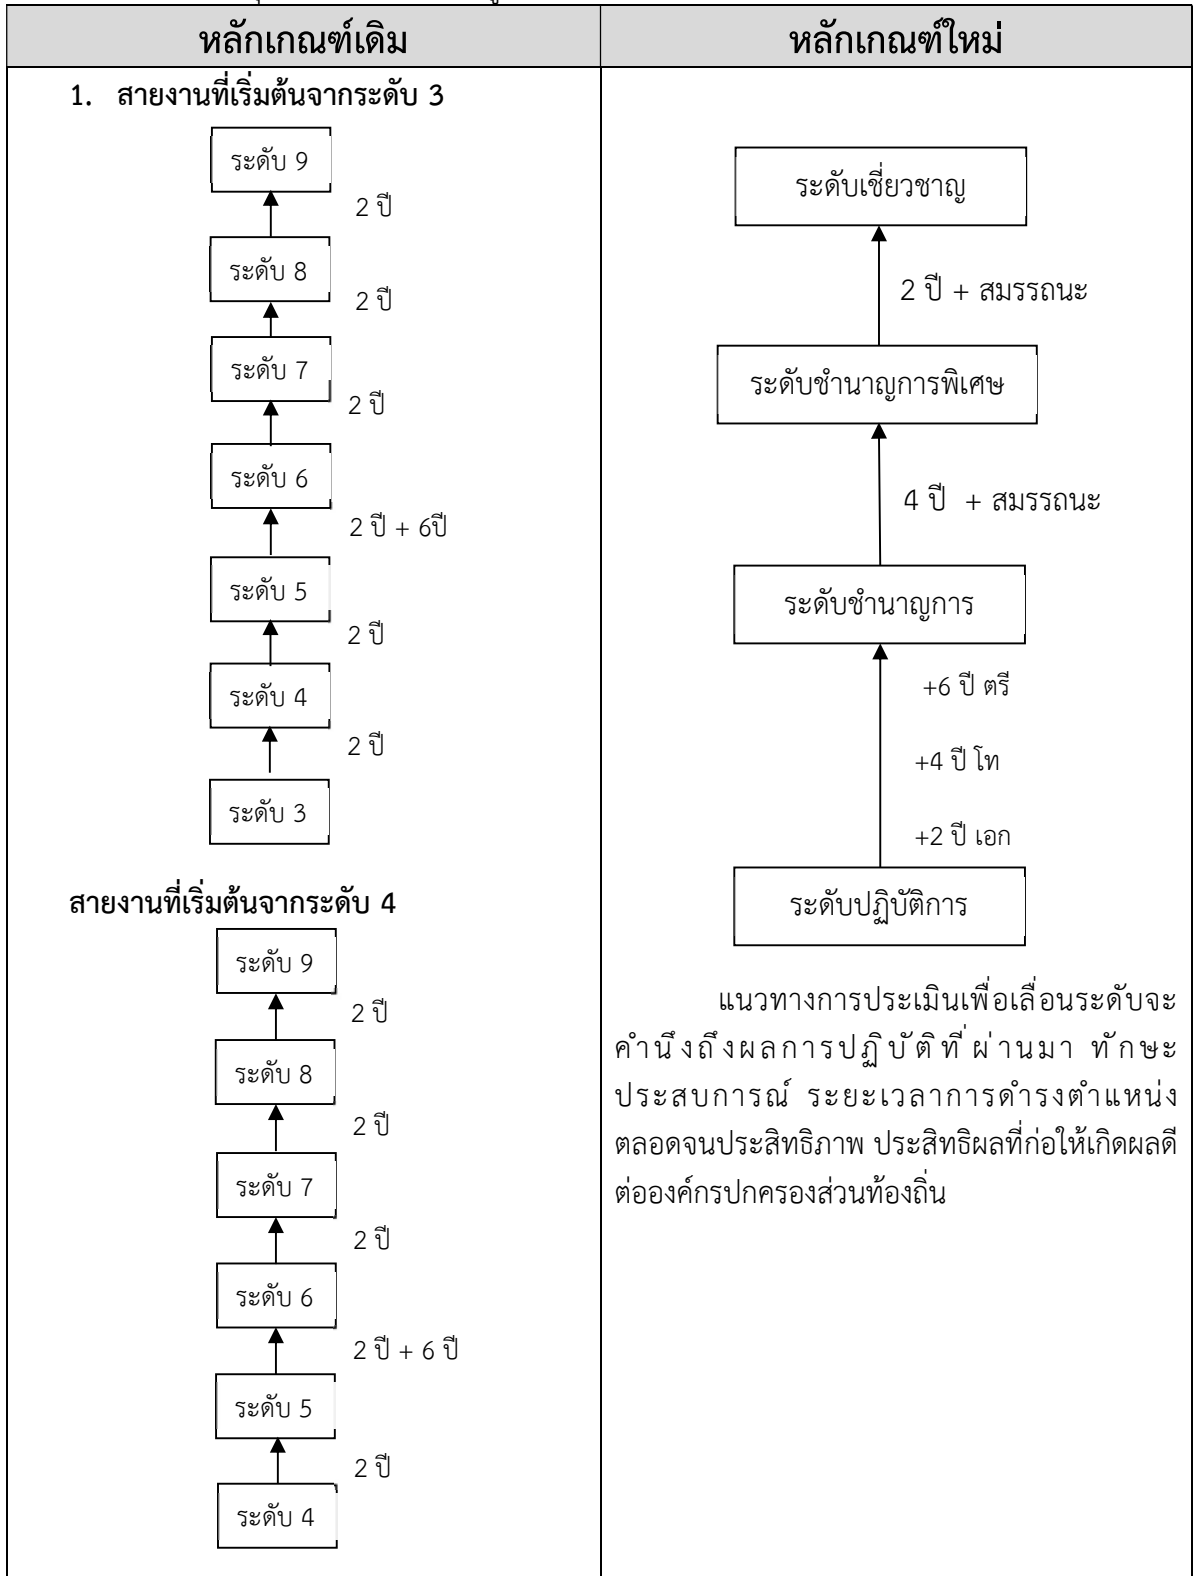 หลักเกณฑ์เดิม
หลักเกณฑ์ใหม่
1. สายงานที่เริ่มต้นจากระดับ 3
ระดับ 9
2 ปี
ระดับ 8
2 ปี
ระดับ 7
2 ปี
ระดับ 6
2 ปี + 6ปี
ระดับ 5
2 ปี
ระดับ 4
2 ปี
ระดับ 3
สายงานที่เริ่มต้นจากระดับ 4
ระดับ 9
2 ปี
ระดับ 8
2 ปี
ระดับ 7
2 ปี
ระดับ 6
2 ปี + 6 ปี
ระดับ 5
2 ปี
ระดับ 4
ระดับเชี่ยวชาญ
2 ปี + สมรรถนะ
ระดับชำนาญการพิเศษ
4 ปี + สมรรถนะ
ระดับชำนาญการ
+6 ปี ตรี
+4 ปี โท
+2 ปี เอก
ระดับปฏิบัติการ
แนวทางการประเมินเพื่อเลื่อนระดับจะ
คำนึงถึงผลการปฏิบัติที่ผ่านมา ทักษะ
ประสบการณ์ ระยะเวลาการดำรงตำแหน่ง
ตลอดจนประสิทธิภาพ ประสิทธิผลที่ก่อให้เกิดผลดี
ต่อองค์กรปกครองส่วนท้องถิ่น